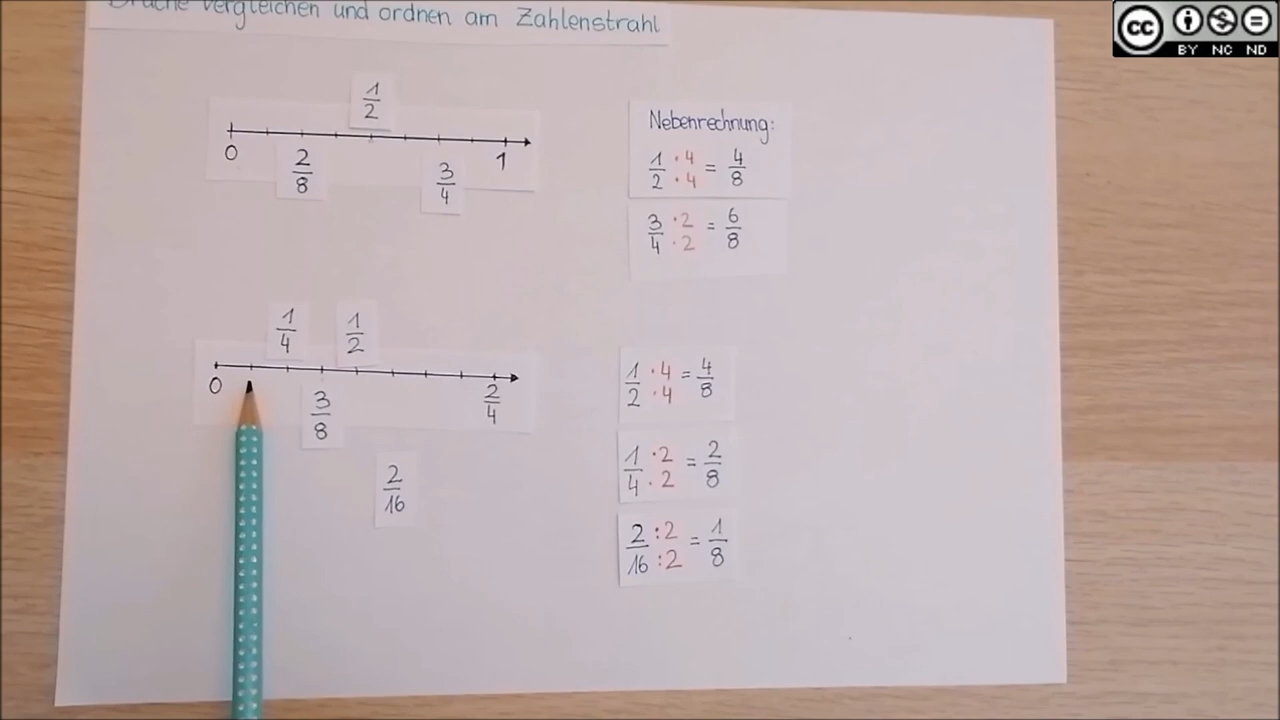 Brüche vergleichen und ordnen am Zahlenstrahl
1/2
0 2/8 3/4 1
Nebenrechnung:
1/2 ·4/·4 = 4/8
3/4 ·2/·2 = 6/8
1/4 1/2
0 3/8 2/4
2/16
1/2 ·4/·4 = 4/8
1/4 ·2/·2 = 2/8
2/16 :2/:2 = 1/8
cc
BY NC ND